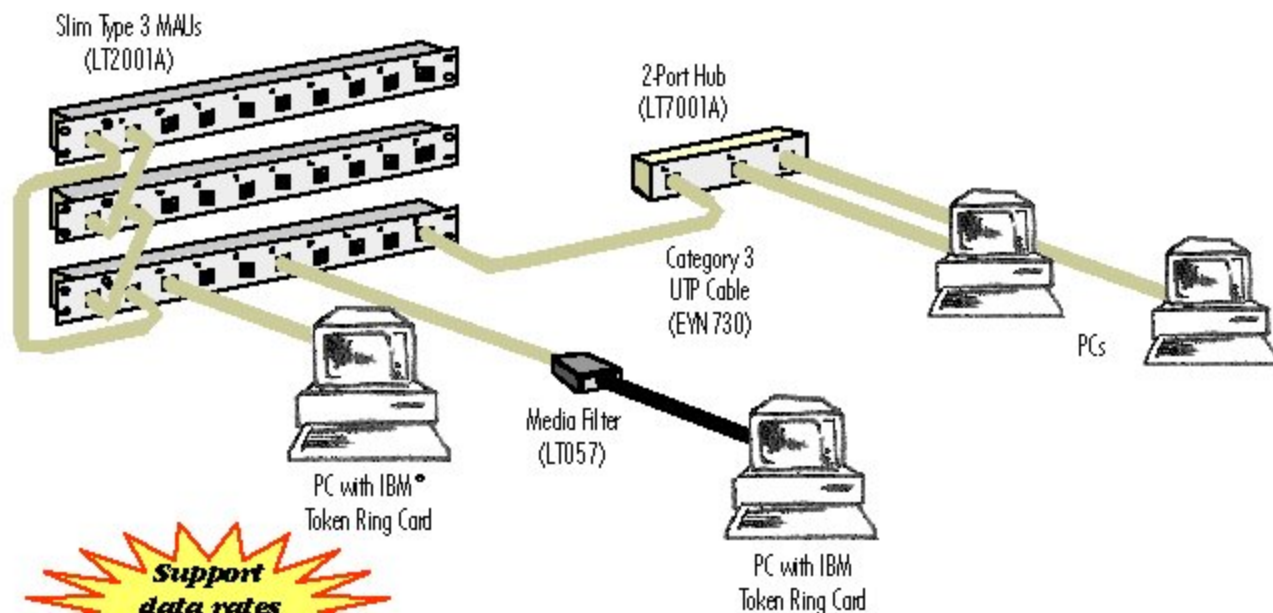 Slim Type 3 MAUs
(LT2001A)
2-Port Hub
(LT7001A)
Category 3
UTP Cable
(EYN730)
PCs
Media Filter
(LT057)
PC with IBM®
Token Ring Card
PC with IBM
Token Ring Card
Support
data rates